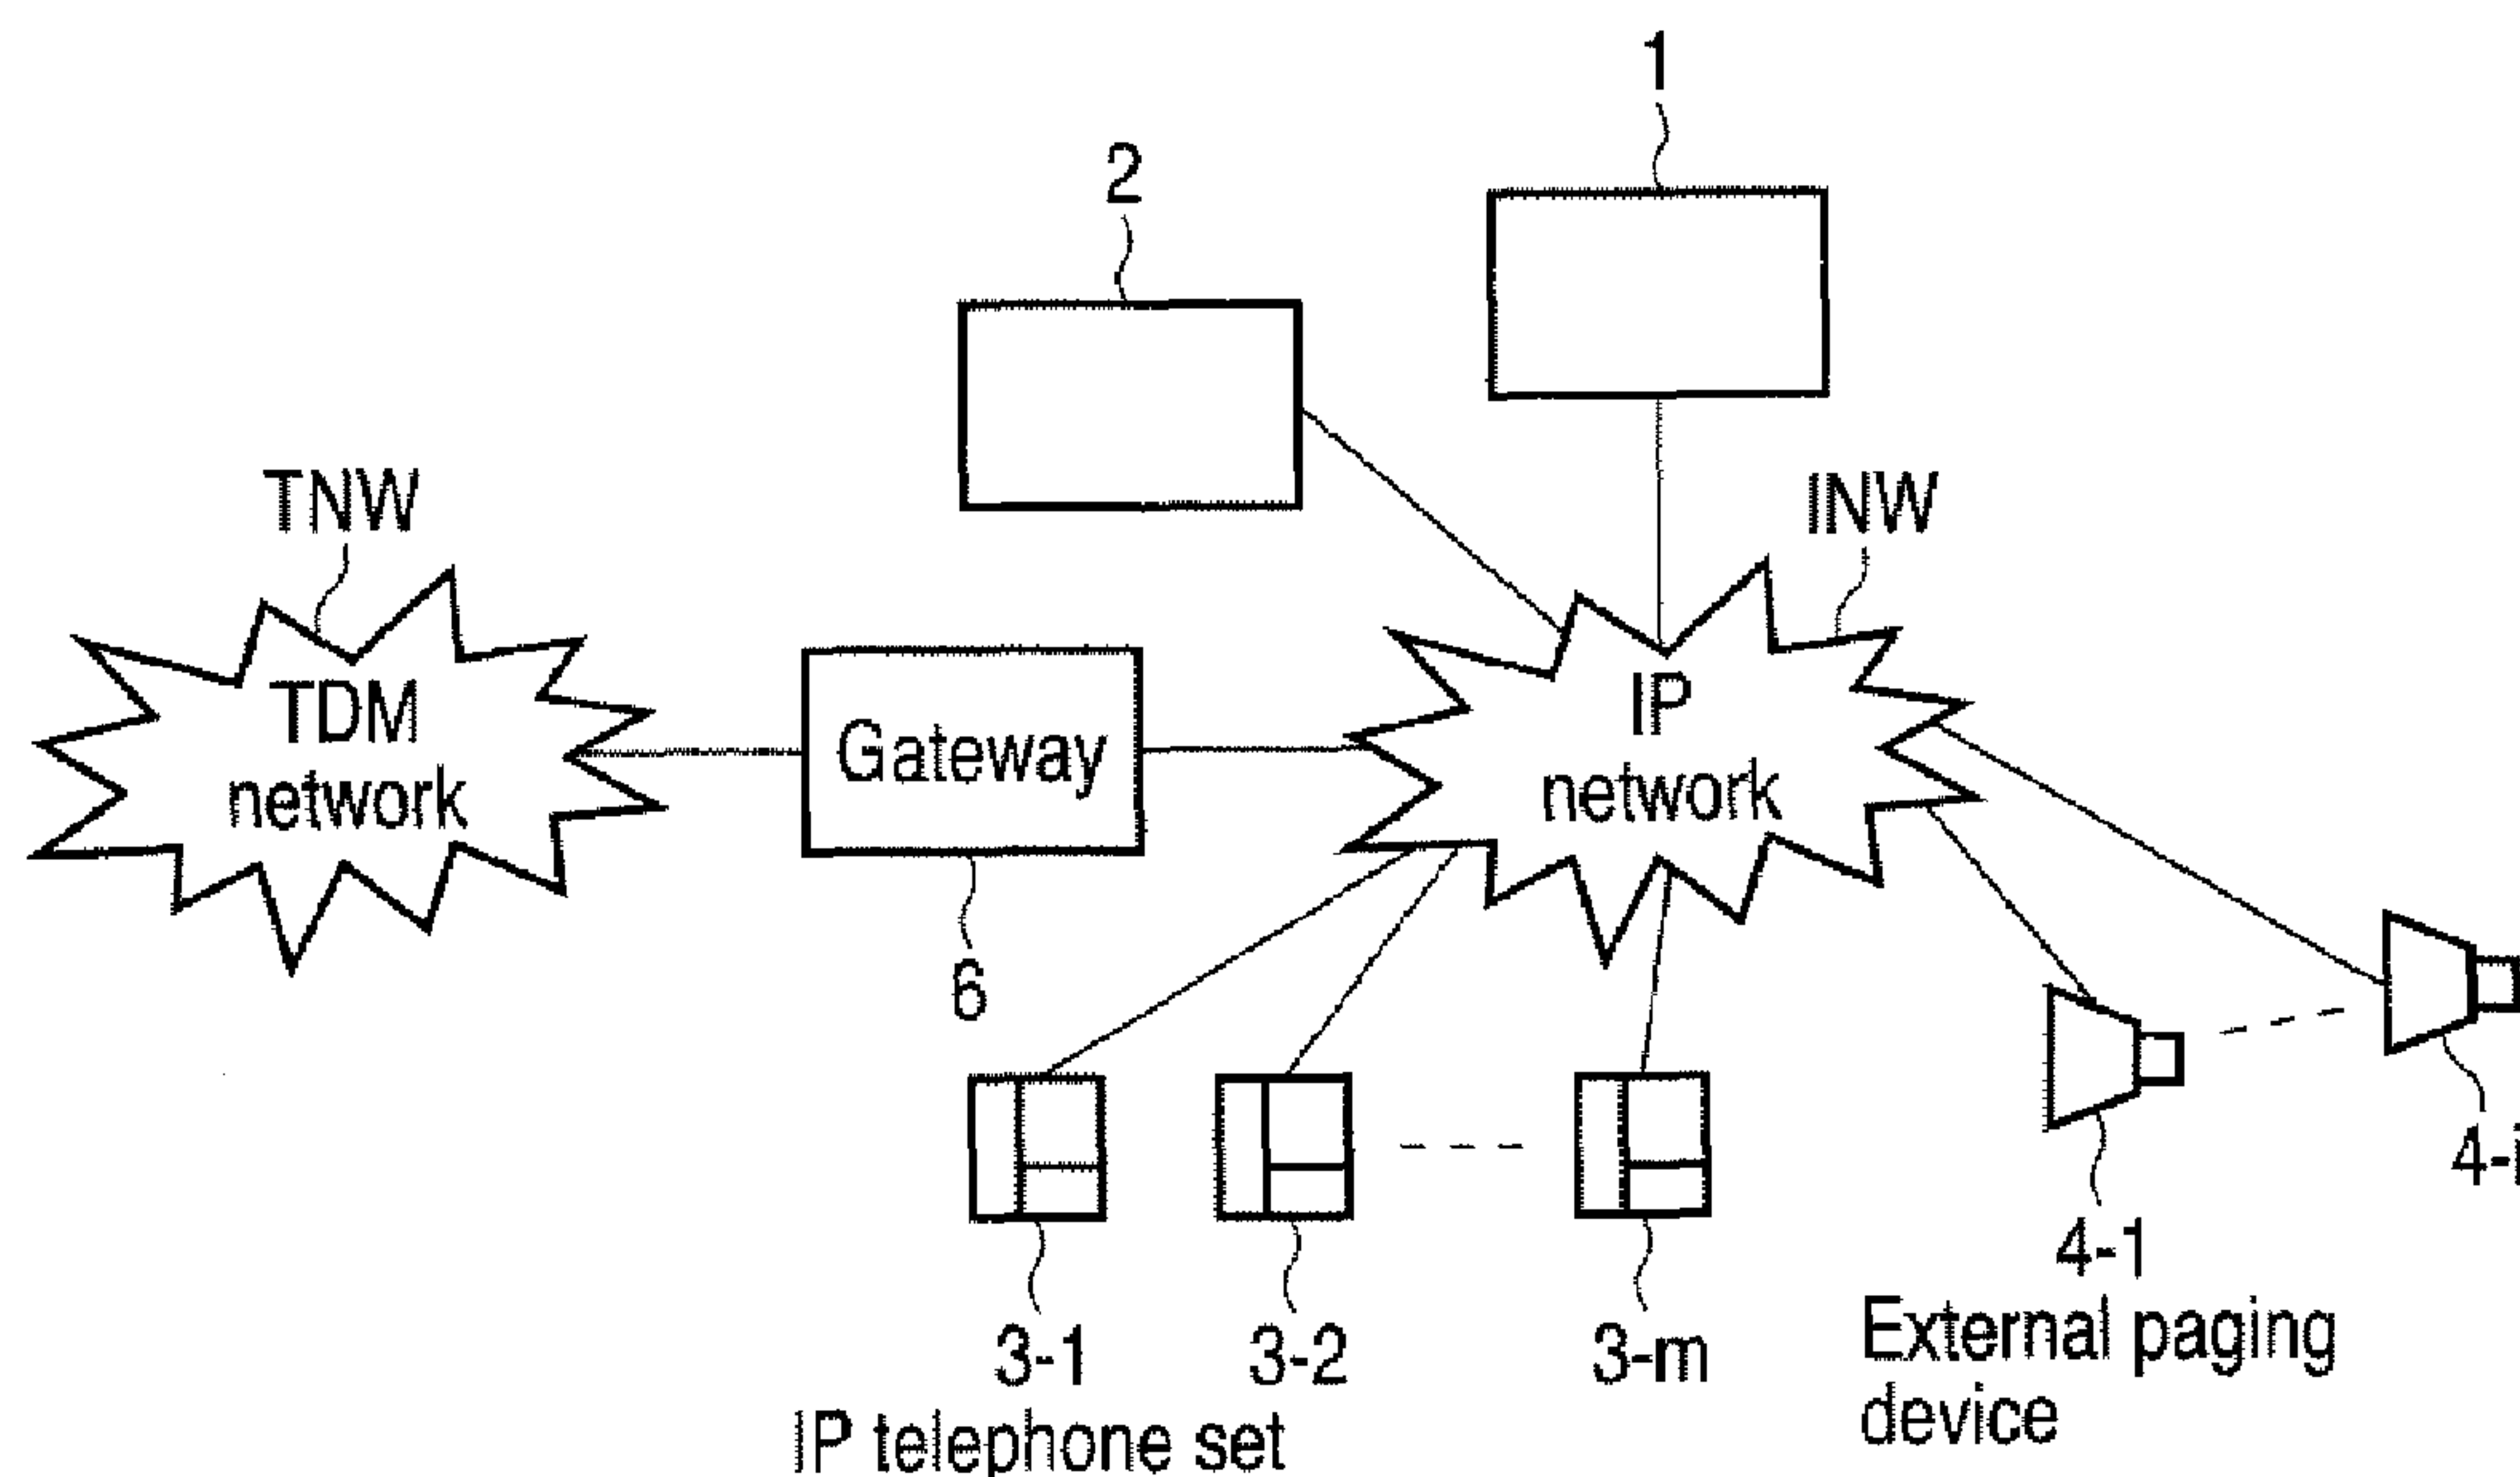 1
2
TNW
INW
TDM
network
Gateway
IP
network
6
4-1
3-1
3-2
3-m
External paging
device
IP telephone set